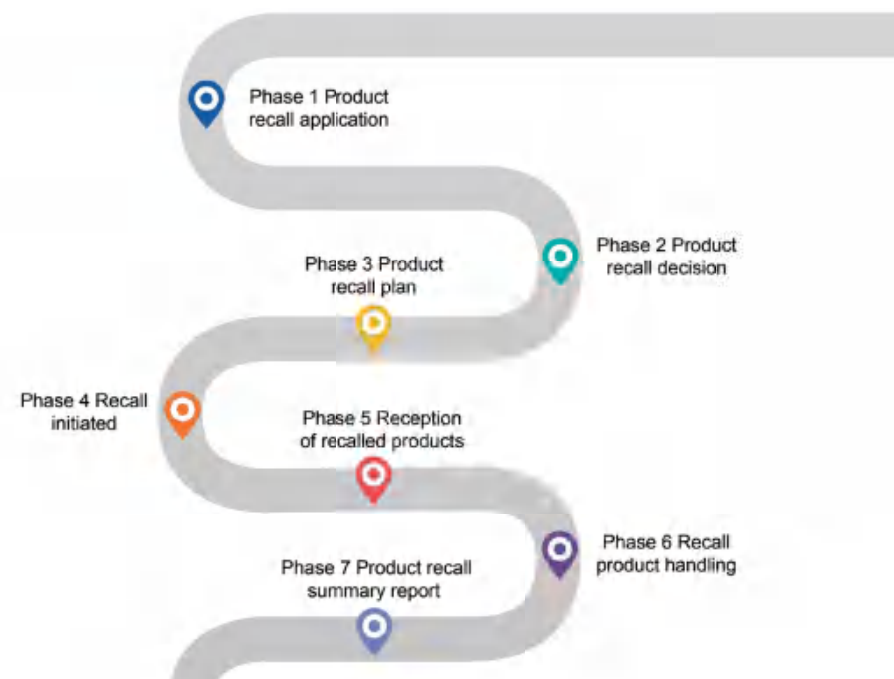 Phase 1 Product
recall application
Phase 2 Product
recall decision
Phase 3 Product
recall plan
Phase 4 Recall
initiated
Phase 5 Reception
of recalled products
Phase 6 Recall
product handling
Phase 7 Product recall
summary report